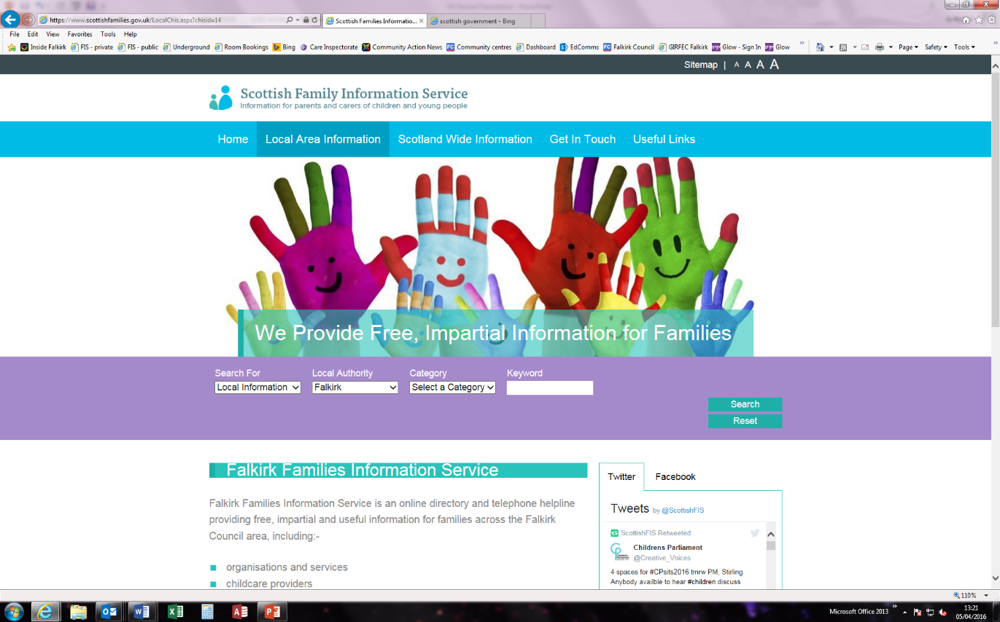 https://www.scottishfamilies.gov.uk/LocalChis.aspx?chisid=14
Scottish Families Informatio...
scottish government - Bing
File Edit View Favorites Tools Help
Inside Falkirk FIS - private FIS - public Underground Room Bookings Bing Care Inspectorate Community Action News Community centres Dashboard EdComms Falkirk Council GIRFEC Falkirk Glow - Sign In Glow
Page Safety Tools
Sitemap | A A A A
Scottish Family Information Service
Information for parents and carers of children and young people
Home Local Area Information Scotland Wide Information Get In Touch Useful Links
We Provide Free, Impartial Information for Families
Search For Local Authority Category Keyword
Local Information Falkirk Select a Category
Search
Reset
Falkirk Families Information Service
Falkirk Families Information Service is an online directory and telephone helpline
providing free, impartial and useful information for families across the Falkirk
Council area, including:-
organisations and services
childcare providers
Twitter Facebook
Tweets by @ScottishFIS
ScottishFIS Retweeted
Childrens Parliament
@Creative_Voices
4 spaces for #CPsits2016 tmrw PM, Stirling.
Anybody availble to hear #children discuss
110%
Microsoft Office 2013
13:21
05/04/2016